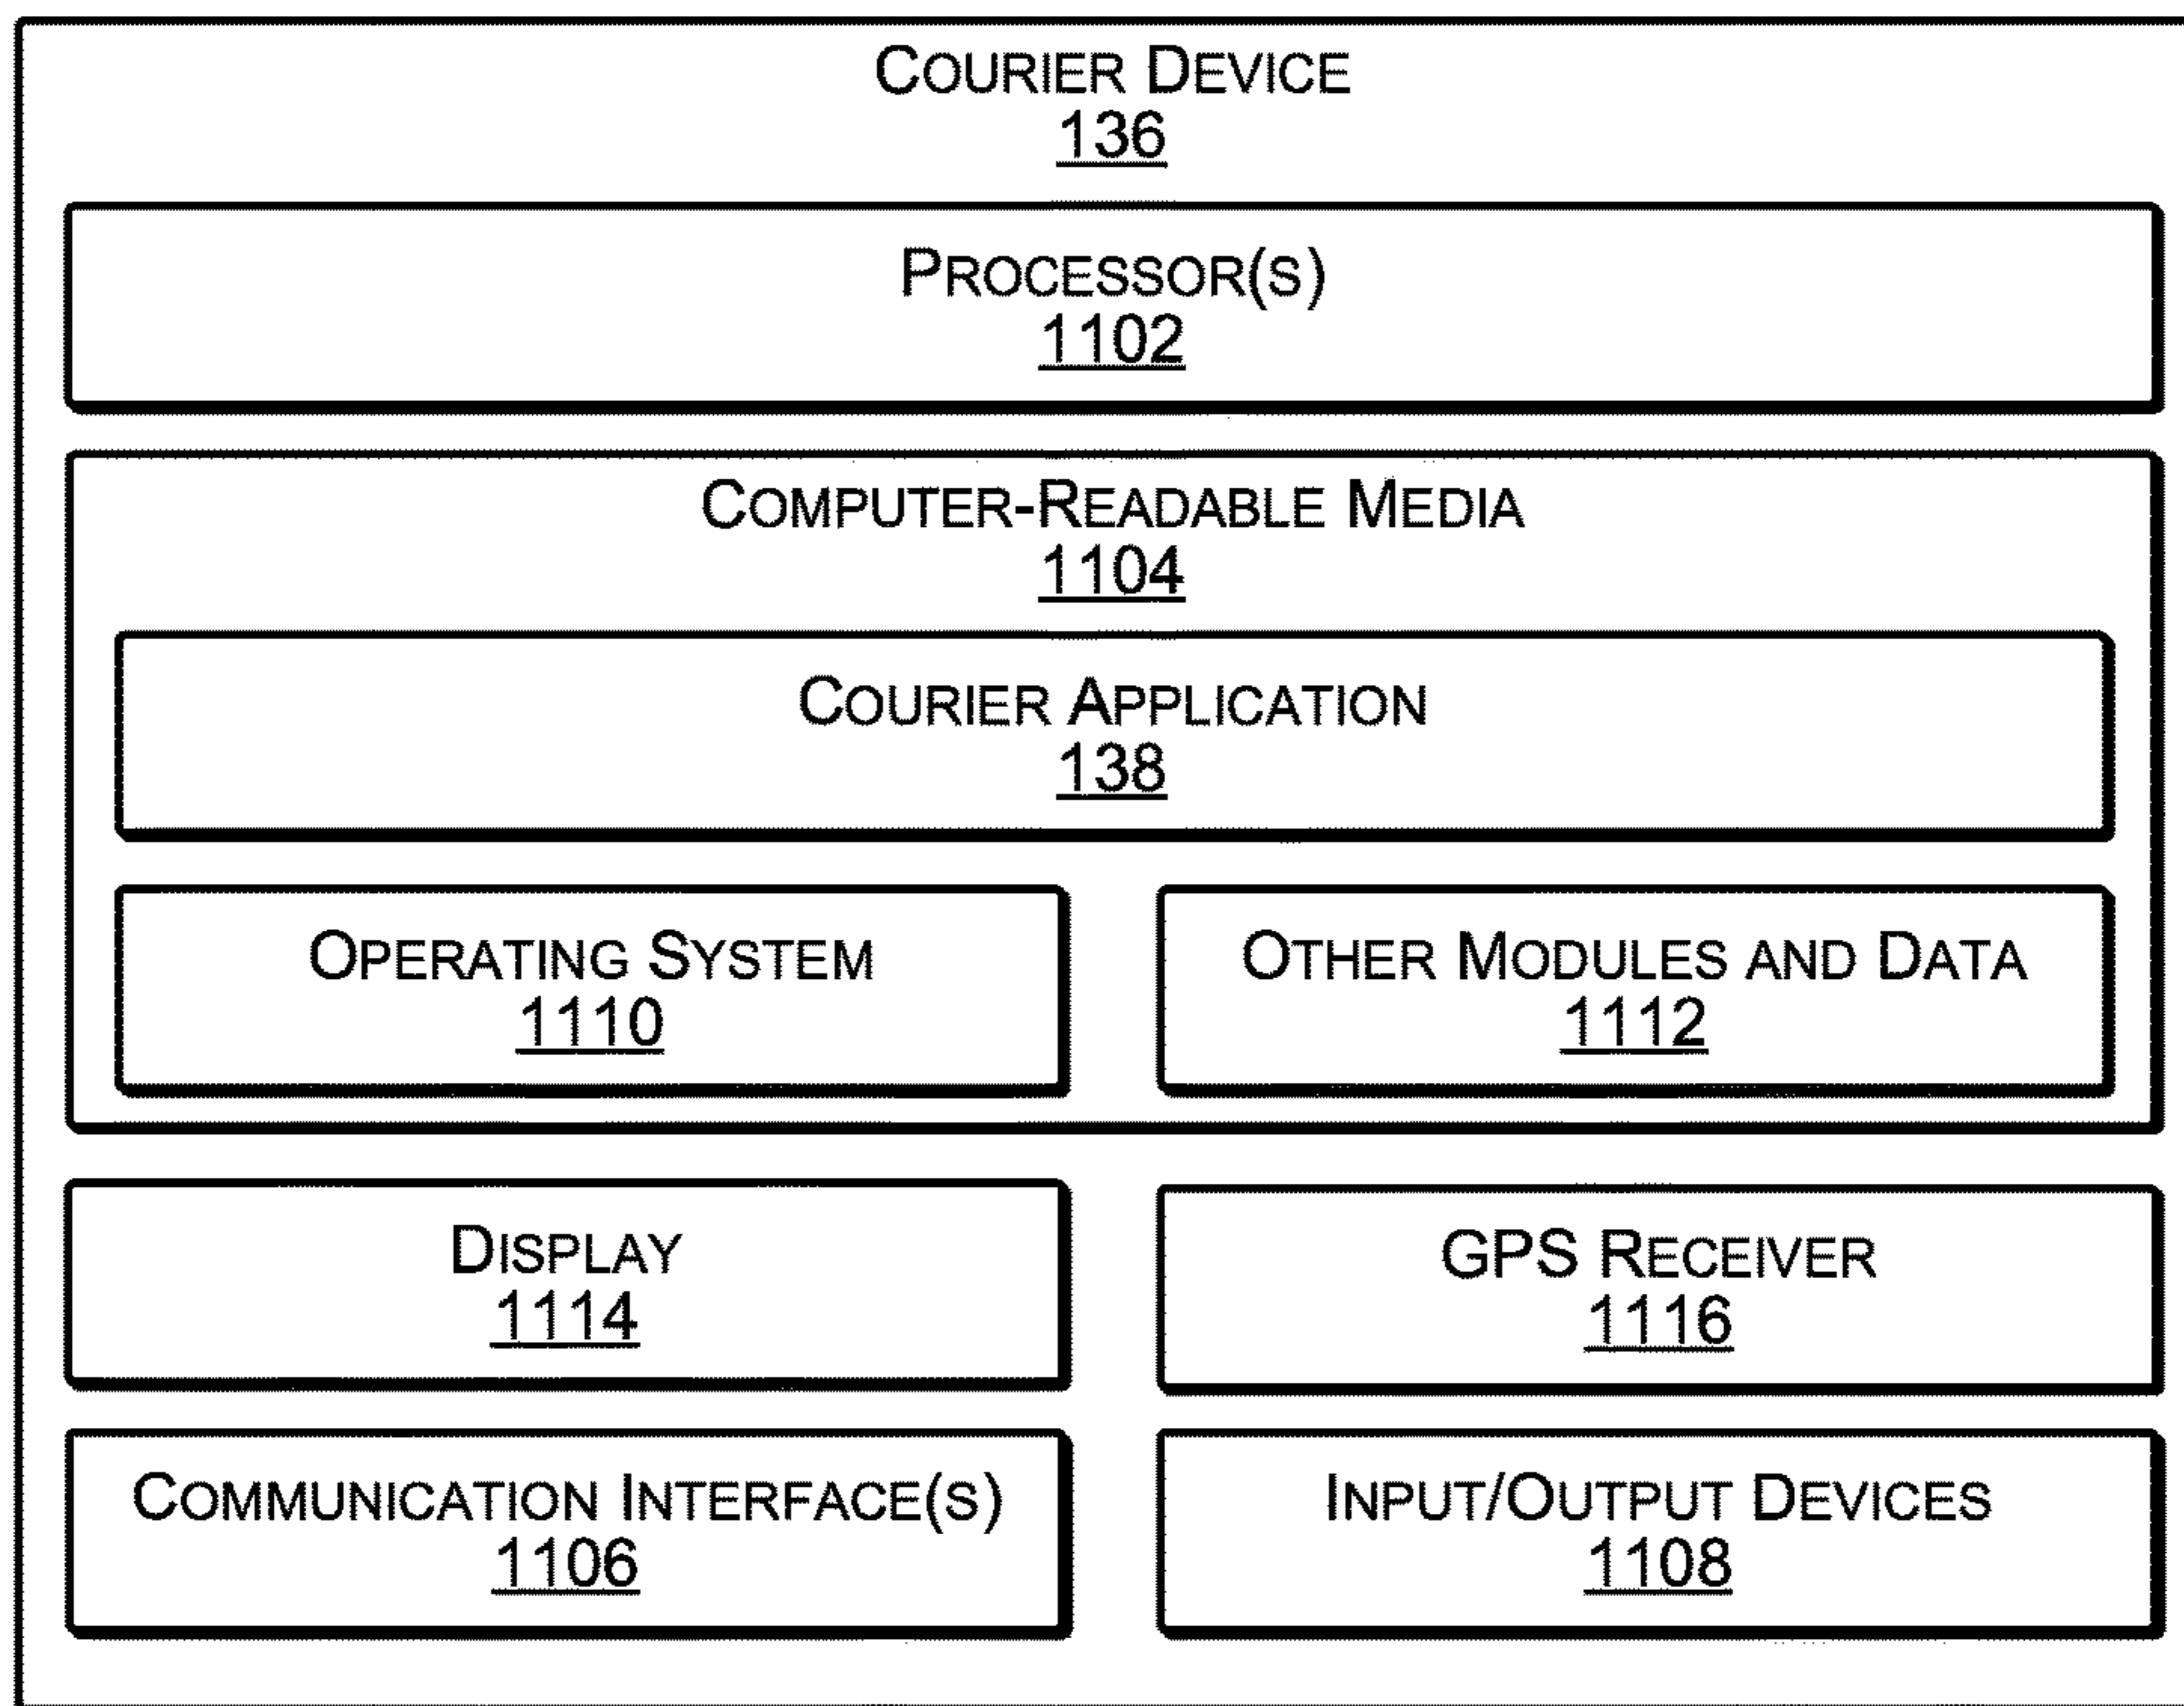 COURIER DEVICE
136
PROCESSOR(S)
1102
COMPUTER-READABLE MEDIA
1104
COURIER APPLICATION
138
OPERATING SYSTEM
1110
OTHER MODULES AND DATA
1112
DISPLAY
1114
GPS RECEIVER
1116
COMMUNICATION INTERFACE(S)
1106
INPUT/OUTPUT DEVICES
1108